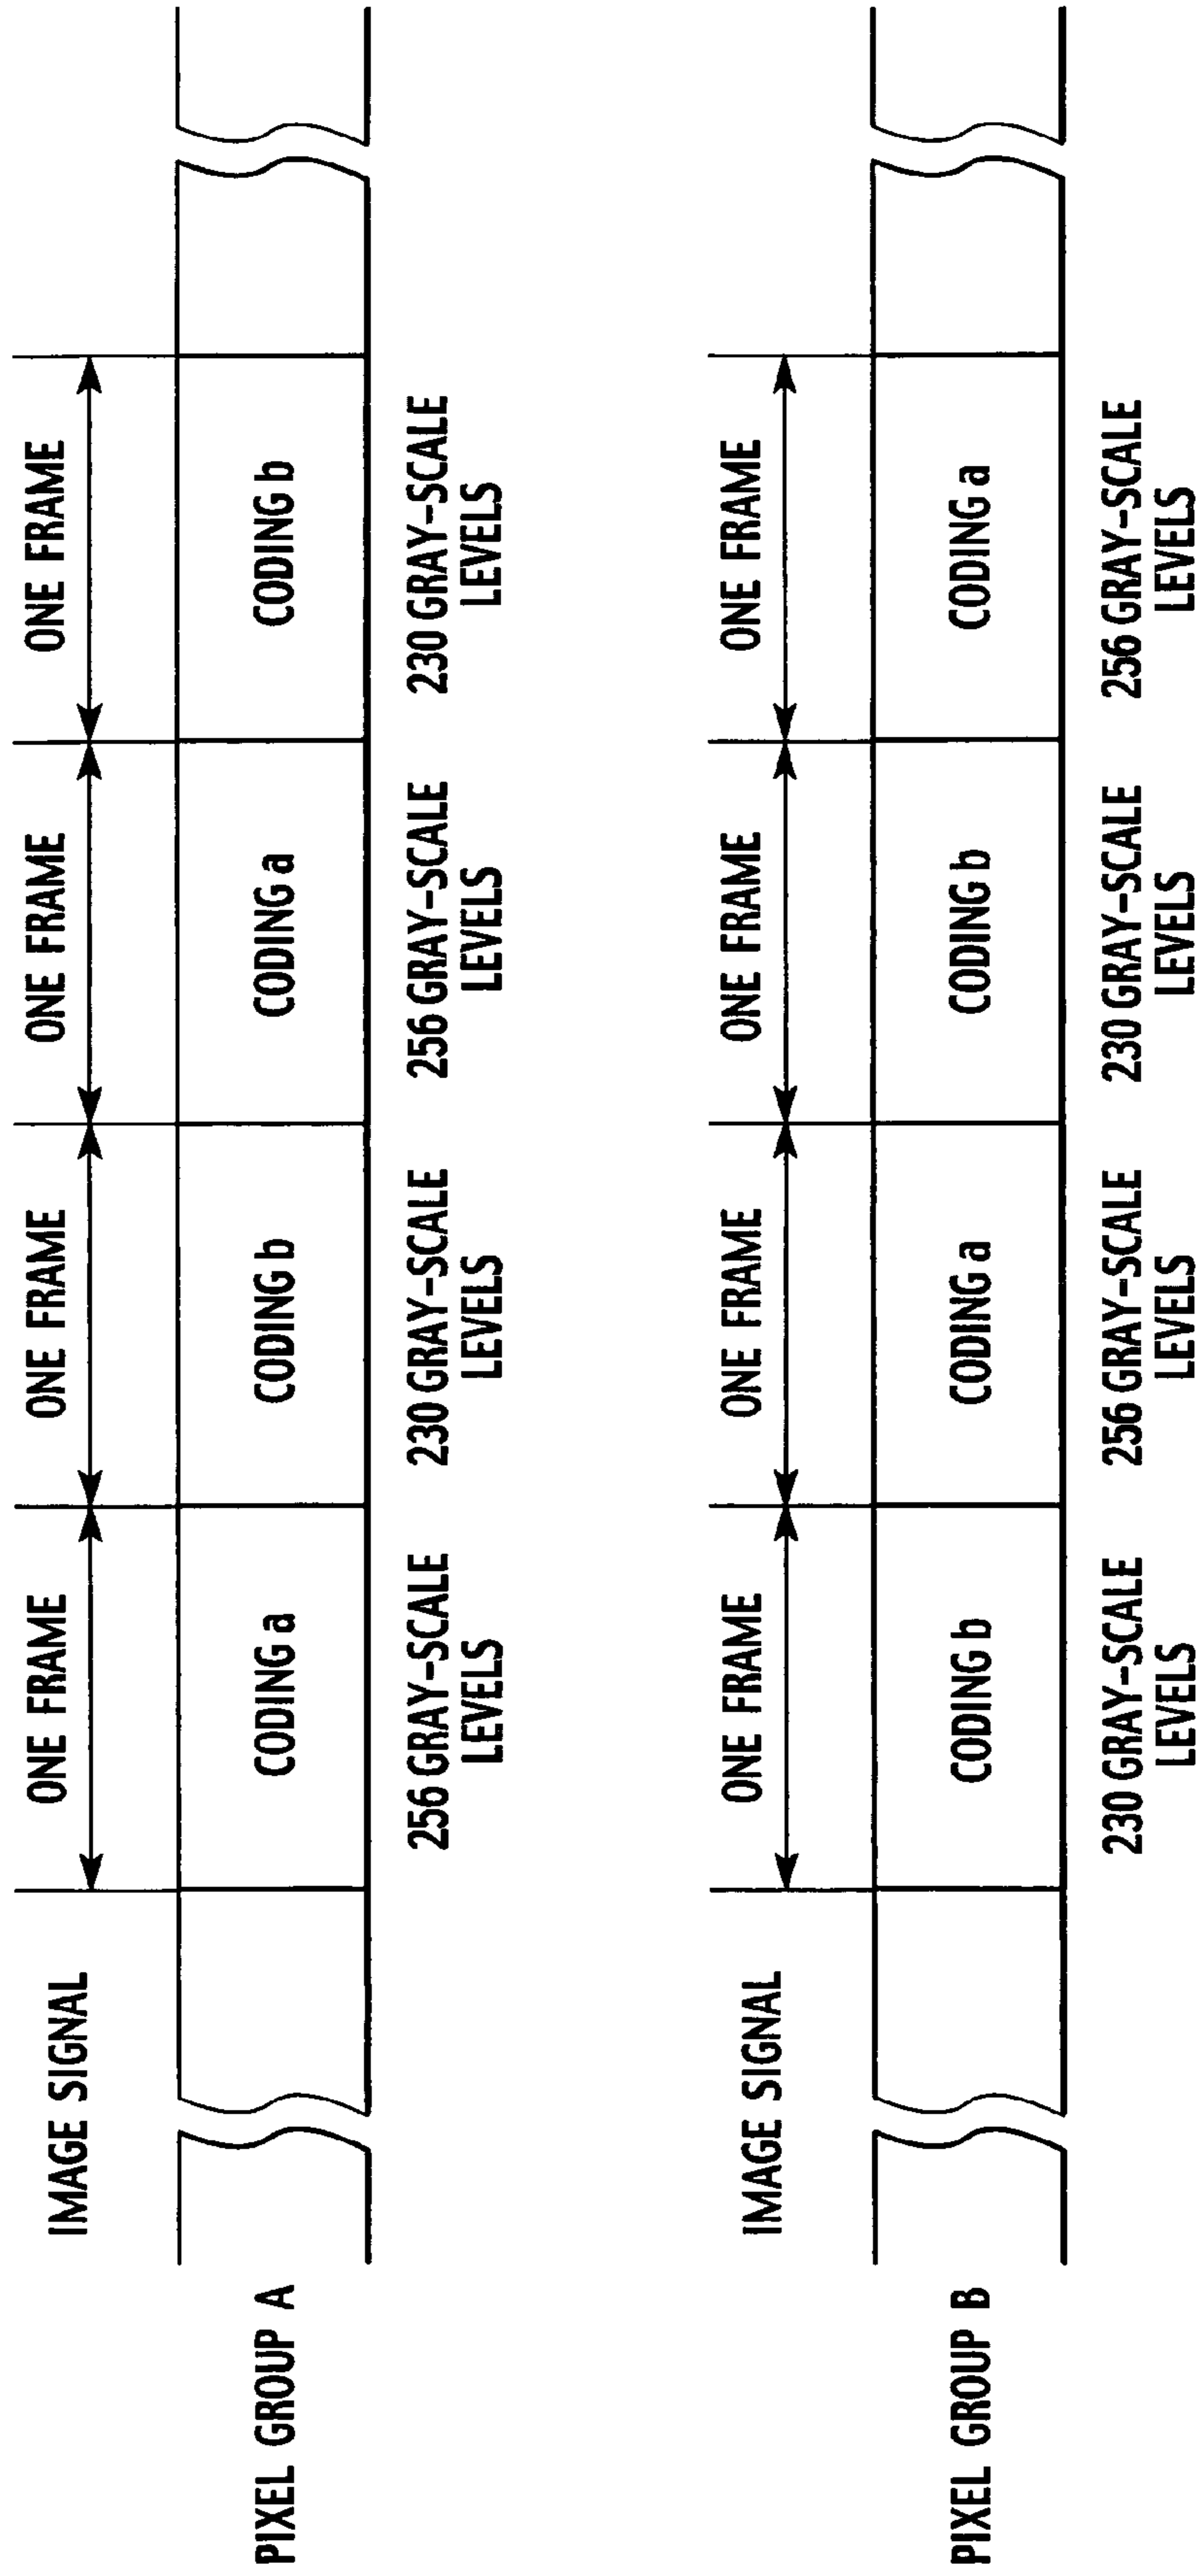 IMAGE SIGNAL
ONE FRAME
ONE FRAME
ONE FRAME
ONE FRAME
PIXEL GROUP A
CODING a
CODING b
CODING a
CODING b
256 GRAY-SCALE
LEVELS
230 GRAY-SCALE
LEVELS
256 GRAY-SCALE
LEVELS
230 GRAY-SCALE
LEVELS
IMAGE SIGNAL
ONE FRAME
ONE FRAME
ONE FRAME
ONE FRAME
PIXEL GROUP B
CODING b
CODING a
CODING b
CODING a
230 GRAY-SCALE
LEVELS
256 GRAY-SCALE
LEVELS
230 GRAY-SCALE
LEVELS
256 GRAY-SCALE
LEVELS